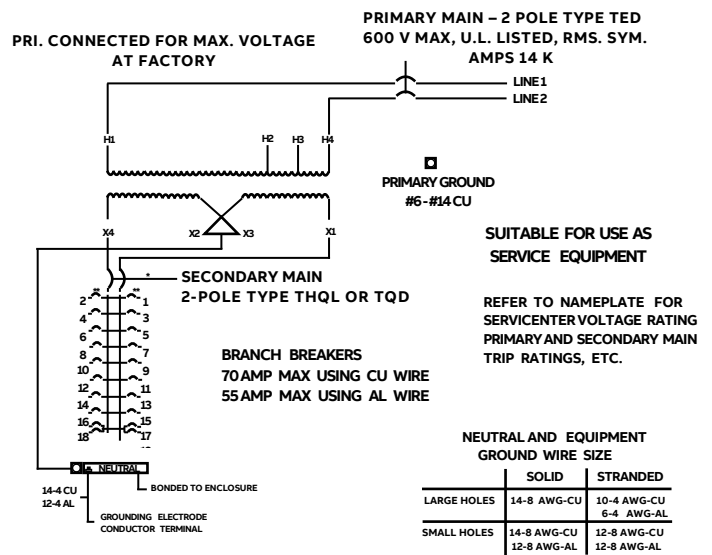 PRI. CONNECTED FOR MAX. VOLTAGE
AT FACTORY
PRIMARY MAIN – 2 POLE TYPE TED
600 V MAX, U.L. LISTED, RMS. SYM.
AMPS 14 K
LINE1
LINE2
H1
H2
H3
H4
PRIMARY GROUND
#6-#14 CU
X4
X2
X3
X1
SUITABLE FOR USE AS
SERVICE EQUIPMENT
*
SECONDARY MAIN
2-POLE TYPE THQL OR TQD
** **
2 1
4 3
6 5
8 7
10 9
12 11
14 13
16 15
18 17
REFER TO NAMEPLATE FOR
SERVICENTER VOLTAGE RATING
PRIMARY AND SECONDARY MAIN
TRIP RATINGS, ETC.
BRANCH BREAKERS
70 AMP MAX USING CU WIRE
55 AMP MAX USING AL WIRE
NEUTRAL
14-4 CU
12-4 AL
BONDED TO ENCLOSURE
GROUNDING ELECTRODE
CONDUCTOR TERMINAL
NEUTRAL AND EQUIPMENT
GROUND WIRE SIZE
SOLID STRANDED
LARGE HOLES 14-8 AWG-CU 10-4 AWG-CU
6-4 AWG-AL
SMALL HOLES 14-8 AWG-CU 12-8 AWG-CU
12-8 AWG-AL 12-8 AWG-AL